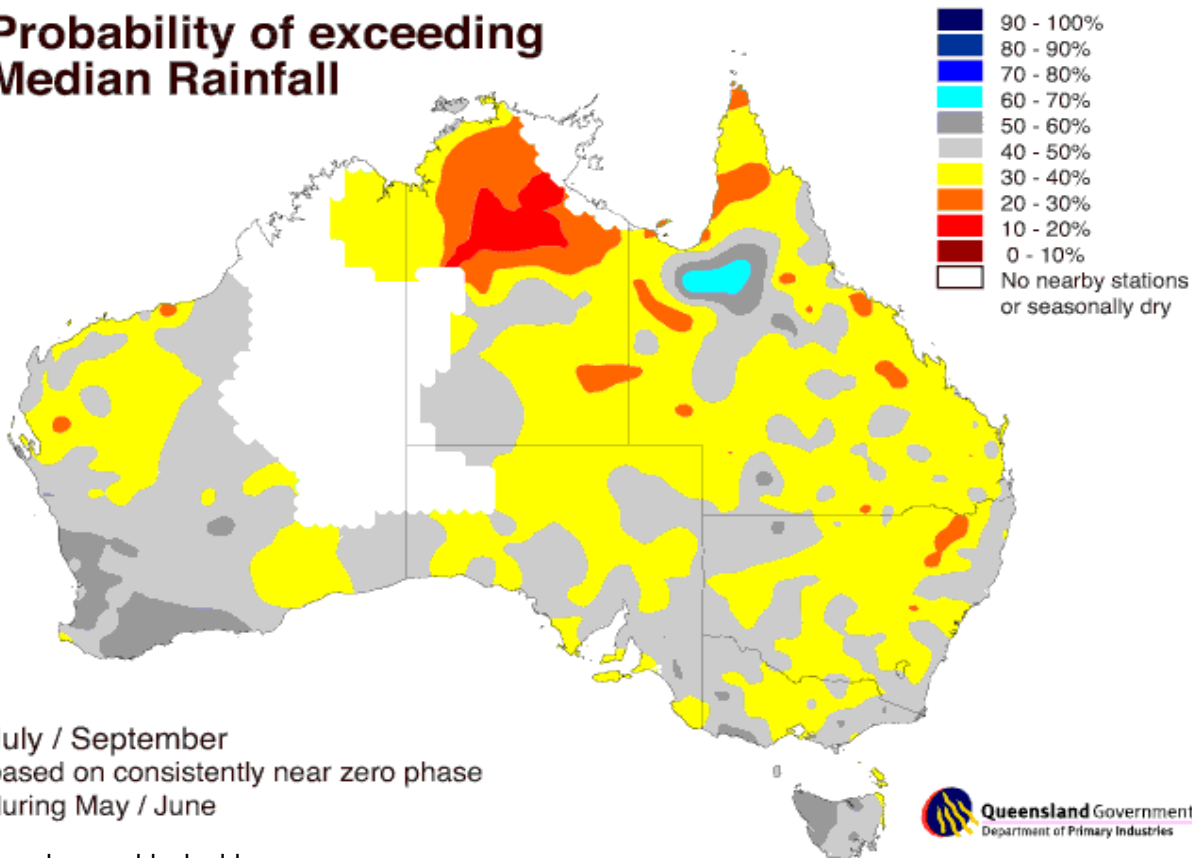 Probability of exceeding
Median Rainfall
90 - 100%
80 - 90%
70 - 80%
60 - 70%
50 - 60%
40 - 50%
30 - 40%
20 - 30%
10 - 20%
0 - 10%
No nearby stations
or seasonally dry
July / September
based on consistently near zero phase
during May / June
Queensland Government
Department of Primary Industries